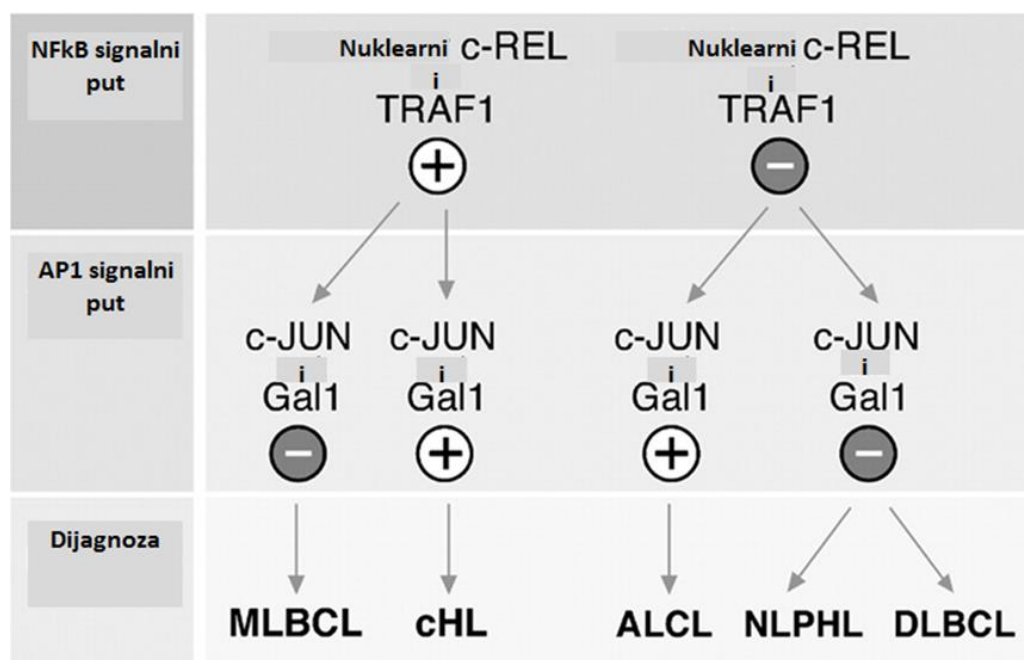 NFkB signalni
put
Nuklearni c-REL
i
TRAF1
+
Nuklearni c-REL
i
TRAF1
−
AP1 signalni
put
c-JUN
i
Gal1
−
c-JUN
i
Gal1
+
c-JUN
i
Gal1
+
c-JUN
i
Gal1
−
Dijagnoza
MLBCL
cHL
ALCL
NLPHL
DLBCL